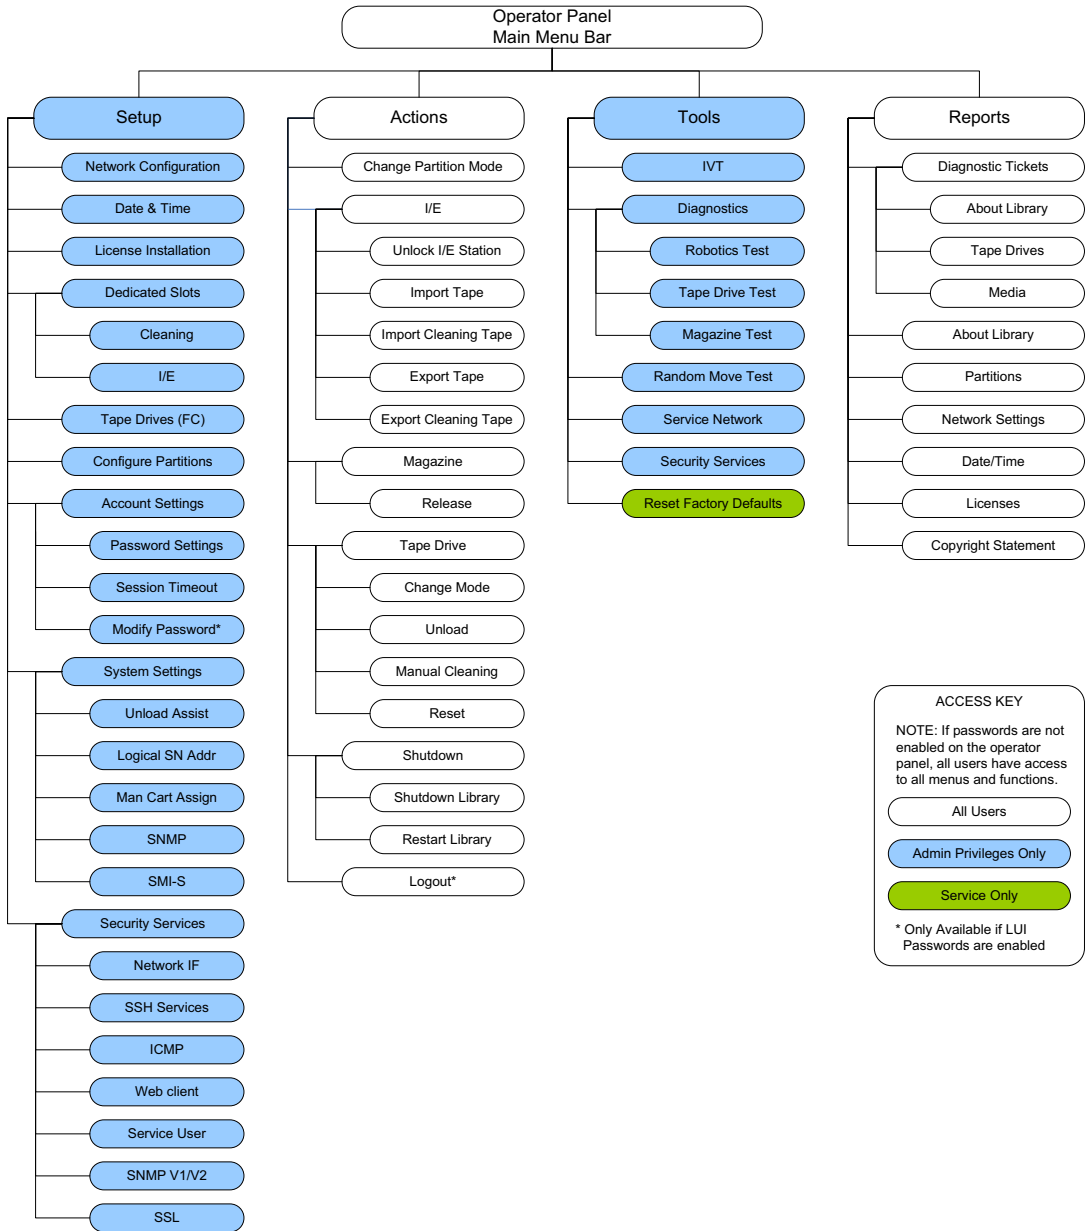 Operator Panel
Main Menu Bar
Setup
Network Configuration
Date & Time
License Installation
Dedicated Slots
Cleaning
I/E
Tape Drives (FC)
Configure Partitions
Account Settings
Password Settings
Session Timeout
Modify Password*
System Settings
Unload Assist
Logical SN Addr
Man Cart Assign
SNMP
SMI-S
Security Services
Network IF
SSH Services
ICMP
Web client
Service User
SNMP V1/V2
SSL
Actions
Change Partition Mode
I/E
Unlock I/E Station
Import Tape
Import Cleaning Tape
Export Tape
Export Cleaning Tape
Magazine
Release
Tape Drive
Change Mode
Unload
Manual Cleaning
Reset
Shutdown
Shutdown Library
Restart Library
Logout*
Tools
IVT
Diagnostics
Robotics Test
Tape Drive Test
Magazine Test
Random Move Test
Service Network
Security Services
Reset Factory Defaults
Reports
Diagnostic Tickets
About Library
Tape Drives
Media
About Library
Partitions
Network Settings
Date/Time
Licenses
Copyright Statement
ACCESS KEY
NOTE: If passwords are not
enabled on the operator
panel, all users have access
to all menus and functions.
All Users
Admin Privileges Only
Service Only
* Only Available if LUI
Passwords are enabled